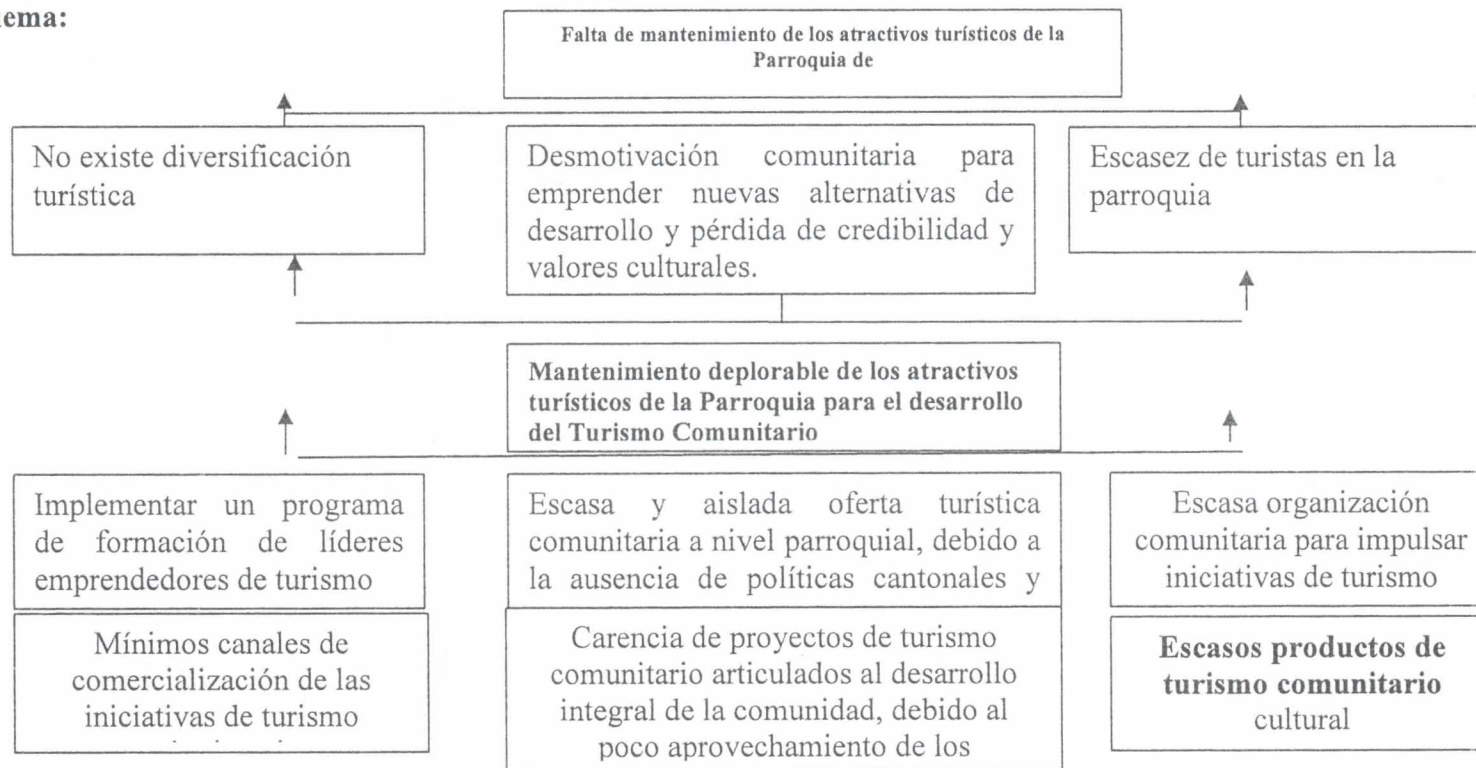 ema:
Falta de mantenimiento de los atractivos turísticos de la
Parroquia de
No existe diversificación
turística
Desmotivación comunitaria para
emprender nuevas alternativas de
desarrollo y pérdida de credibilidad y
valores culturales.
Escasez de turistas en la
parroquia
Mantenimiento deplorable de los atractivos
turísticos de la Parroquia para el desarrollo
del Turismo Comunitario
Implementar un programa
de formación de líderes
emprendedores de turismo
Escasa y aislada oferta turística
comunitaria a nivel parroquial, debido a
la ausencia de políticas cantonales y
Escasa organización
comunitaria para impulsar
iniciativas de turismo
Mínimos canales de
comercialización de las
iniciativas de turismo
Carencia de proyectos de turismo
comunitario articulados al desarrollo
integral de la comunidad, debido al
poco aprovechamiento de los
Escasos productos de
turismo comunitario
cultural